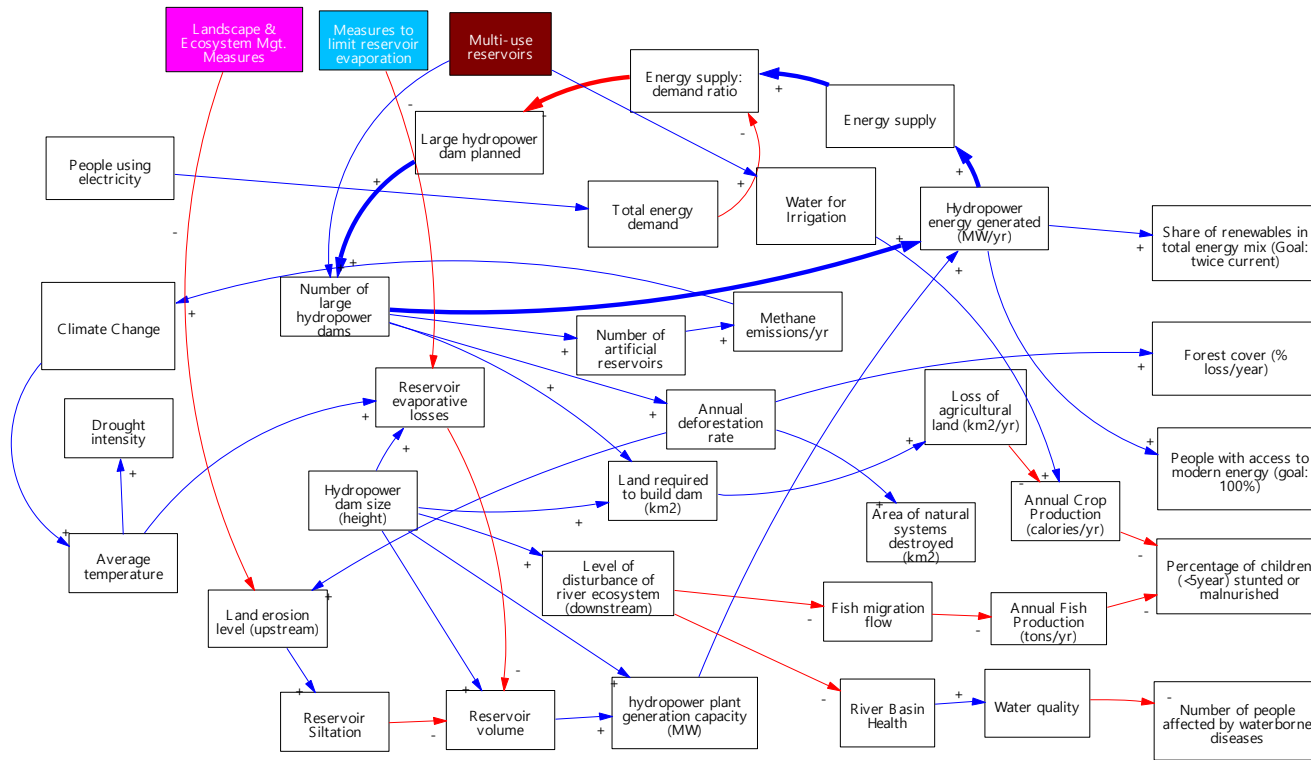 Landscape &
Ecosystem Mgt.
Measures
Measures to
limit reservoir
evaporation
Multi-use
reservoirs
Energy supply:
demand ratio
+
Energy supply
-
-
Large hydropower
dam planned
-
People using
electricity
+
+
+
Total energy
demand
Water for
Irrigation
Hydropower
energy generated
(MW/yr)
Share of renewables in
total energy mix (Goal:
twice current)
-
+
+
+
+
Number of
large
hydropower
dams
Climate Change
+
Methane
emissions/yr
Number of
artificial
reservoirs
+
+
Forest cover (%
loss/year)
+
Reservoir
evaporative
losses
+
+
Annual
deforestation
rate
+
Loss of
agricultural
land (km2/yr)
+
Drought
intensity
+
+
People with access to
modern energy (goal:
100%)
+
Hydropower
dam size
(height)
Land required
to build dam
(km2)
+
-
+
Annual Crop
Production
(calories/yr)
+
Area of natural
systems
destroyed
(km2)
+
Average
temperature
+
Level of
disturbance of
river ecosystem
(downstream)
-
Percentage of children
(<5year) stunted or
malnurished
-
Land erosion
level (upstream)
+
-
Fish migration
flow
-
Annual Fish
Production
(tons/yr)
+
Reservoir
Siltation
-
+
-
Reservoir
volume
+
+
hydropower plant
generation capacity
(MW)
-
River Basin
Health
+
Water quality
-
Number of people
affected by waterborne
diseases